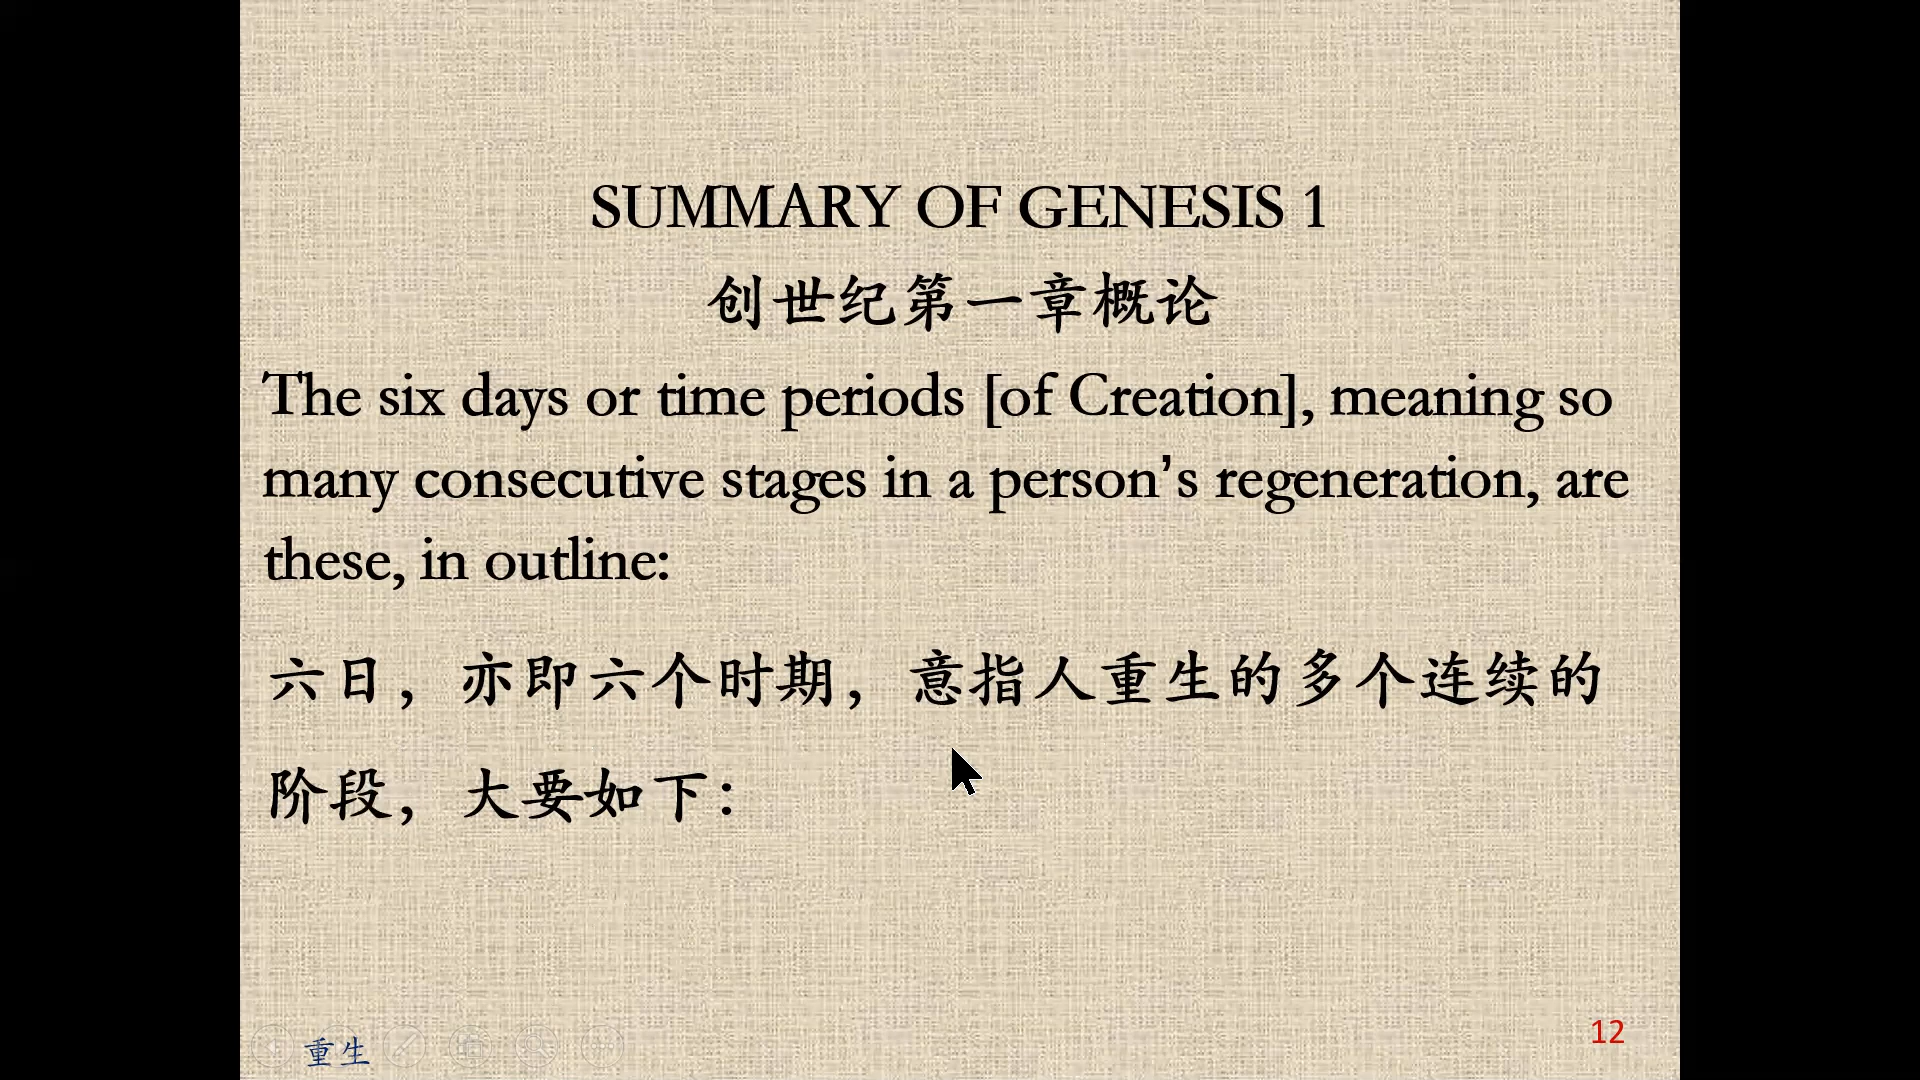 SUMMARY OF GENESIS 1
创世纪第一章概论
The six days or time periods [of Creation], meaning so
many consecutive stages in a person’s regeneration, are
these, in outline:
六日，亦即六个时期，意指人重生的多个连续的
阶段，大要如下：
重生
12